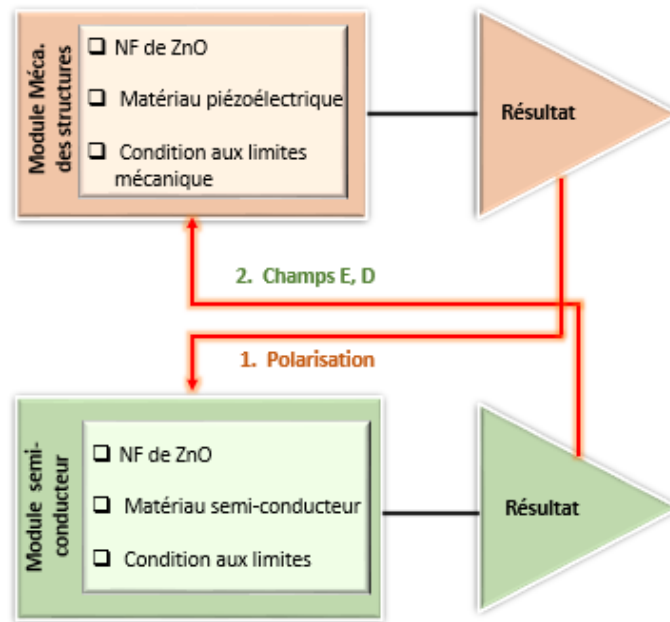 Module Méca.
des structures
NF de ZnO
Matériau piézoélectrique
Condition aux limites
mécanique
Résultat
2. Champs E, D
1. Polarisation
Module semi-
conducteur
NF de ZnO
Matériau semi-conducteur
Condition aux limites
Résultat